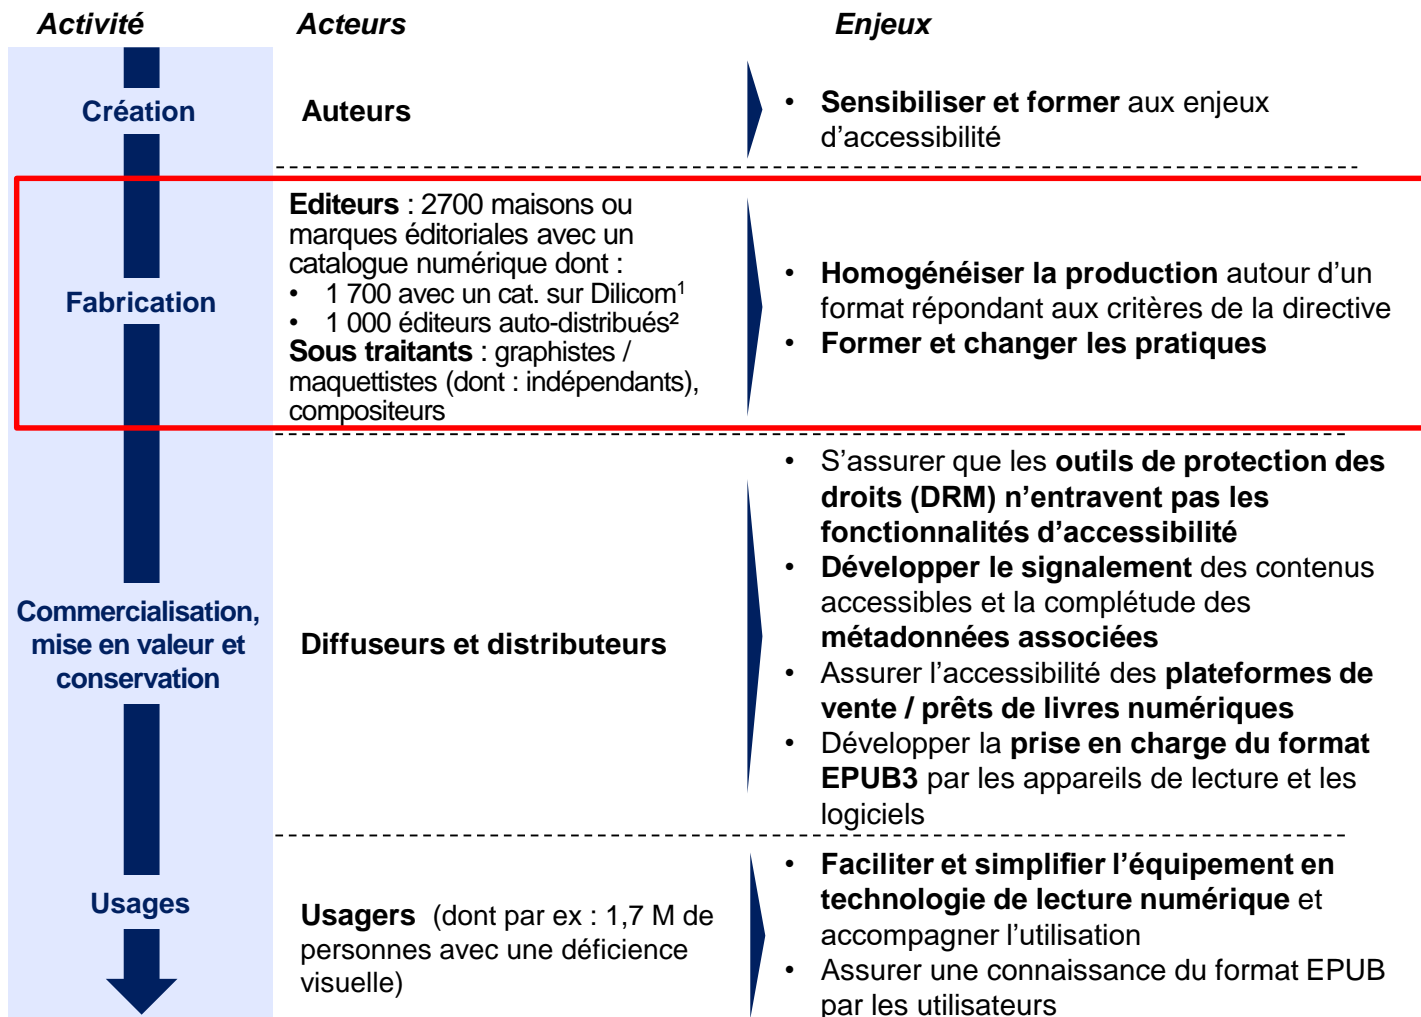 Activité
Acteurs
Enjeux
Création
Auteurs
• Sensibiliser et former aux enjeux
d’accessibilité
Fabrication
Editeurs : 2700 maisons ou
marques éditoriales avec un
catalogue numérique dont :
• 1 700 avec un cat. sur Dilicom¹
• 1 000 éditeurs auto-distribués²
Sous traitants : graphistes /
maquettistes (dont : indépendants),
compositeurs
• Homogénéiser la production autour d’un
format répondant aux critères de la directive
• Former et changer les pratiques
Commercialisation,
mise en valeur et
conservation
Diffuseurs et distributeurs
• S’assurer que les outils de protection des
droits (DRM) n’entravent pas les
fonctionnalités d’accessibilité
• Développer le signalement des contenus
accessibles et la complétude des
métadonnées associées
• Assurer l’accessibilité des plateformes de
vente / prêts de livres numériques
• Développer la prise en charge du format
EPUB3 par les appareils de lecture et les
logiciels
Usages
Usagers (dont par ex : 1,7 M de
personnes avec une déficience
visuelle)
• Faciliter et simplifier l’équipement en
technologie de lecture numérique et
accompagner l’utilisation
• Assurer une connaissance du format EPUB
par les utilisateurs